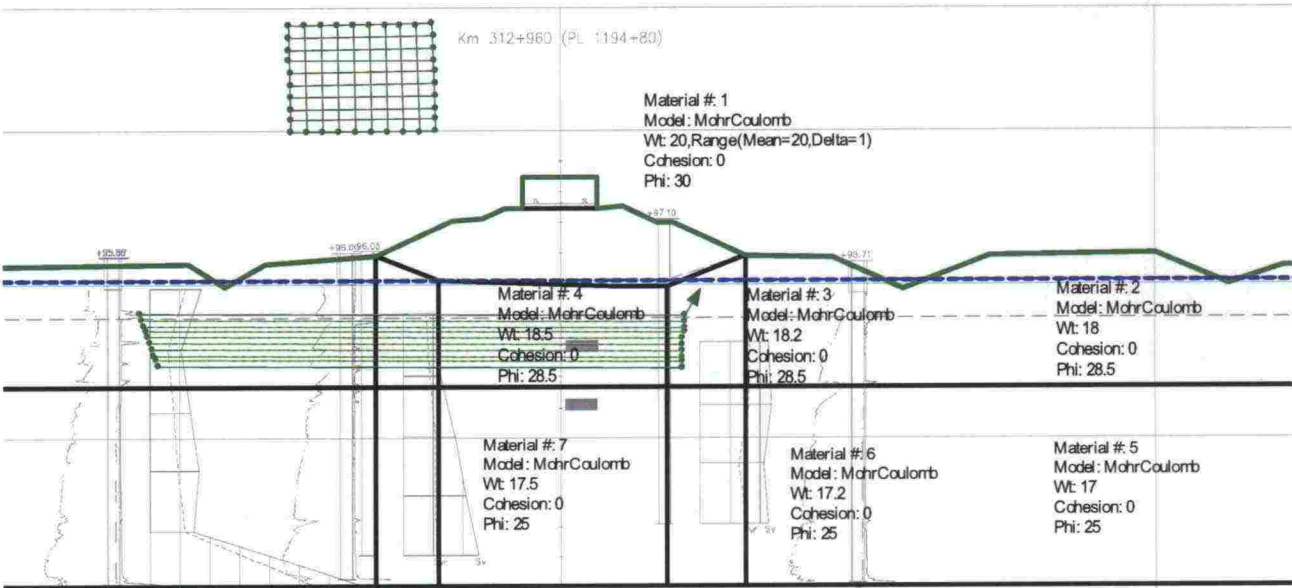 Km 312+960 (PL 1194+80)
Material #: 1
Model: MohrCoulomb
Wt: 20,Range(Mean=20,Delta=1)
Cohesion: 0
Phi: 30
+97.10
+95.71
Material #: 4
Model: MohrCoulomb
Wt: 18.5
Cohesion: 0
Phi: 28.5
Material #: 3
Model: MohrCoulomb
Wt: 18.2
Cohesion: 0
Phi: 28.5
Material #: 2
Model: MohrCoulomb
Wt: 18
Cohesion: 0
Phi: 28.5
Material #: 7
Model: MohrCoulomb
Wt: 17.5
Cohesion: 0
Phi: 25
Material #: 6
Model: MohrCoulomb
Wt: 17.2
Cohesion: 0
Phi: 25
Material #: 5
Model: MohrCoulomb
Wt: 17
Cohesion: 0
Phi: 25
Sv
Sv